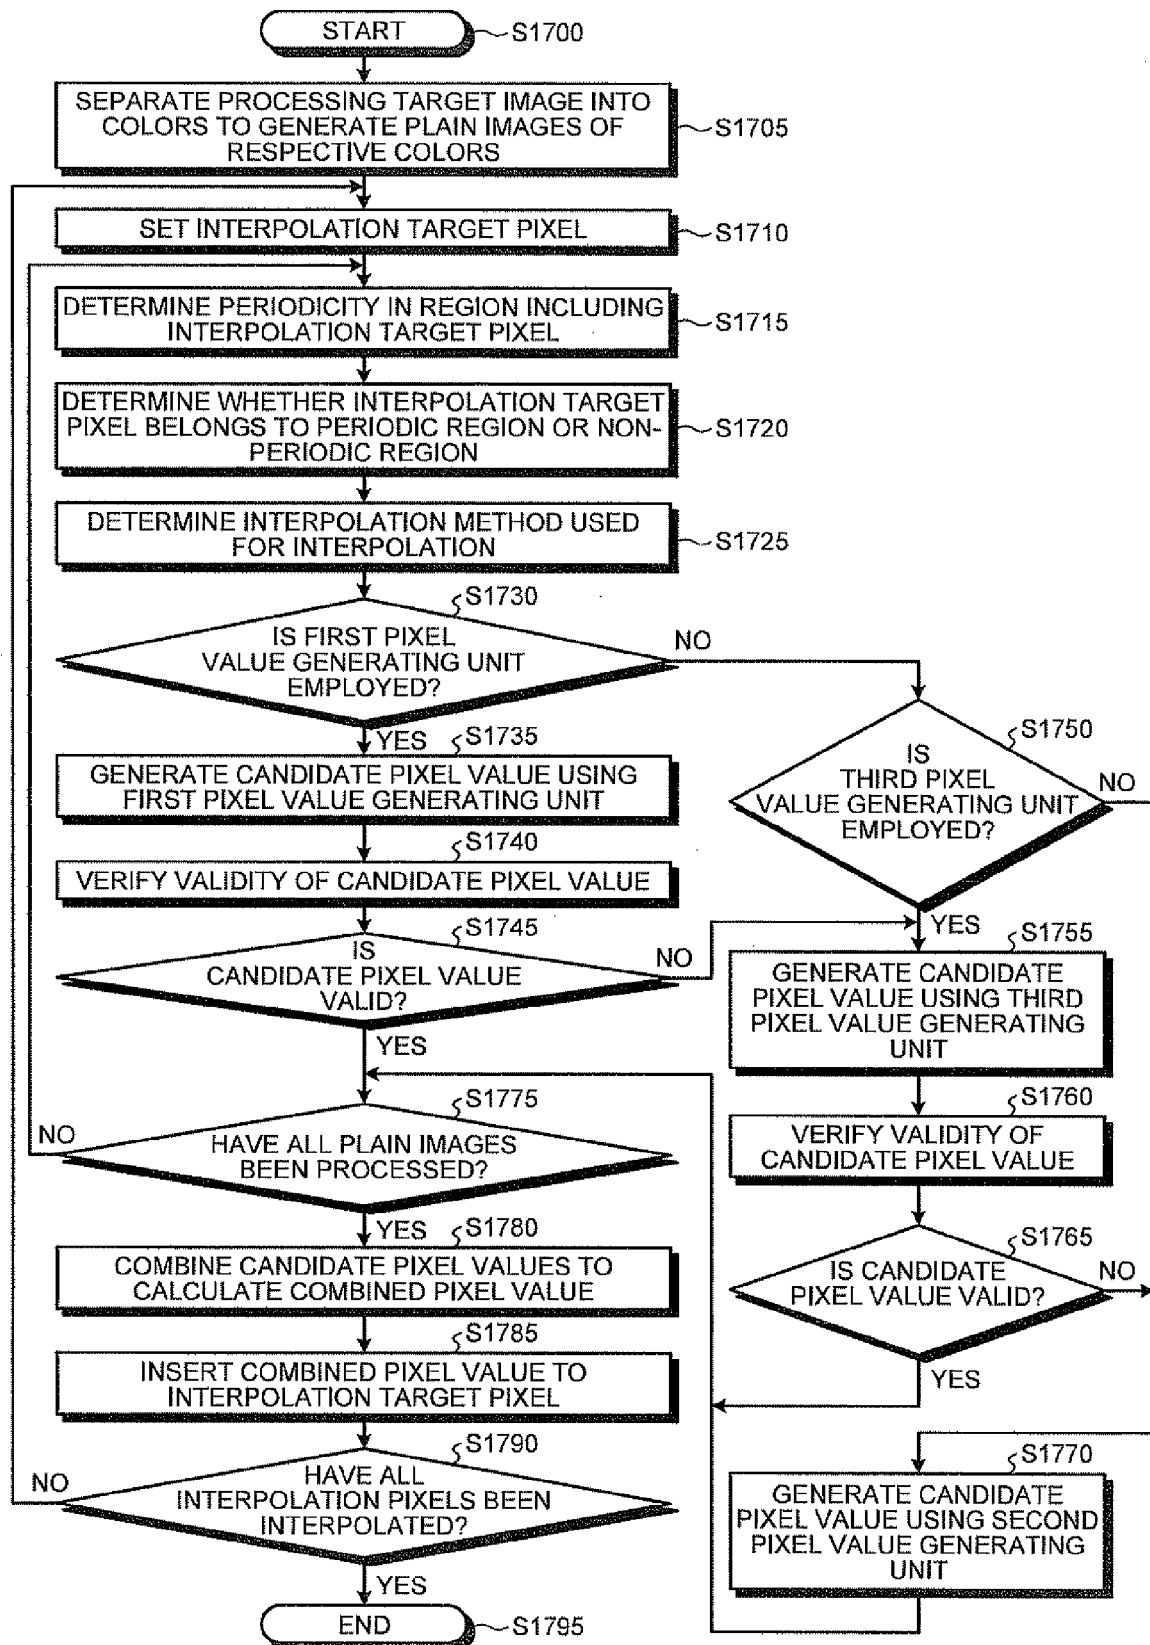 START
S1700
SEPARATE PROCESSING TARGET IMAGE INTO
COLORS TO GENERATE PLAIN IMAGES OF
RESPECTIVE COLORS
S1705
SET INTERPOLATION TARGET PIXEL
S1710
DETERMINE PERIODICITY IN REGION INCLUDING
INTERPOLATION TARGET PIXEL
S1715
DETERMINE WHETHER INTERPOLATION TARGET
PIXEL BELONGS TO PERIODIC REGION OR NON-
PERIODIC REGION
S1720
DETERMINE INTERPOLATION METHOD USED
FOR INTERPOLATION
S1725
S1730
IS FIRST PIXEL
VALUE GENERATING UNIT
EMPLOYED?
NO
YES
S1735
GENERATE CANDIDATE PIXEL VALUE USING
FIRST PIXEL VALUE GENERATING UNIT
S1740
VERIFY VALIDITY OF CANDIDATE PIXEL VALUE
S1745
IS
CANDIDATE PIXEL VALUE
VALID?
NO
YES
S1750
IS
THIRD PIXEL
VALUE GENERATING UNIT
EMPLOYED?
NO
YES
S1755
GENERATE CANDIDATE
PIXEL VALUE USING THIRD
PIXEL VALUE GENERATING
UNIT
S1760
VERIFY VALIDITY OF
CANDIDATE PIXEL VALUE
S1765
IS CANDIDATE
PIXEL VALUE VALID?
NO
YES
S1770
GENERATE CANDIDATE
PIXEL VALUE USING SECOND
PIXEL VALUE GENERATING
UNIT
S1775
HAVE ALL PLAIN IMAGES
BEEN PROCESSED?
NO
YES
S1780
COMBINE CANDIDATE PIXEL VALUES TO
CALCULATE COMBINED PIXEL VALUE
S1785
INSERT COMBINED PIXEL VALUE TO
INTERPOLATION TARGET PIXEL
S1790
HAVE ALL
INTERPOLATION PIXELS BEEN
INTERPOLATED?
NO
YES
END
S1795